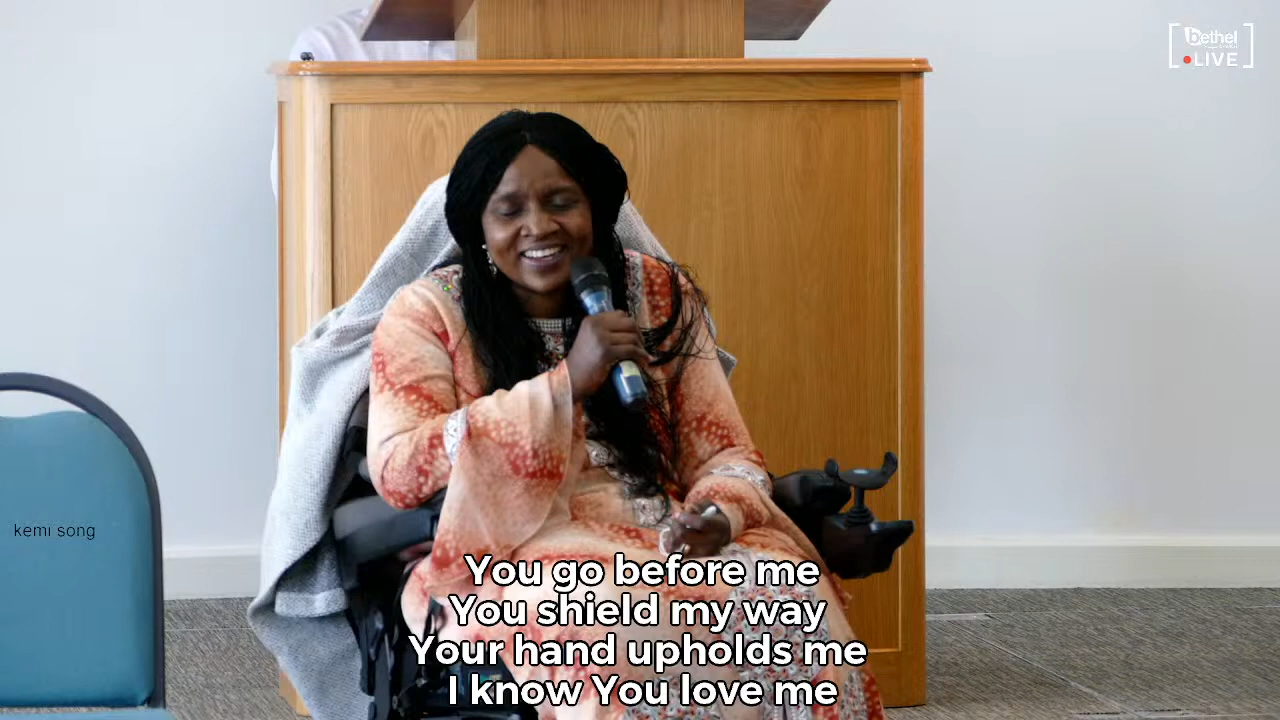 bethel
LIVE
kemi song
You go before me
You shield my way
Your hand upholds me
I know You love me